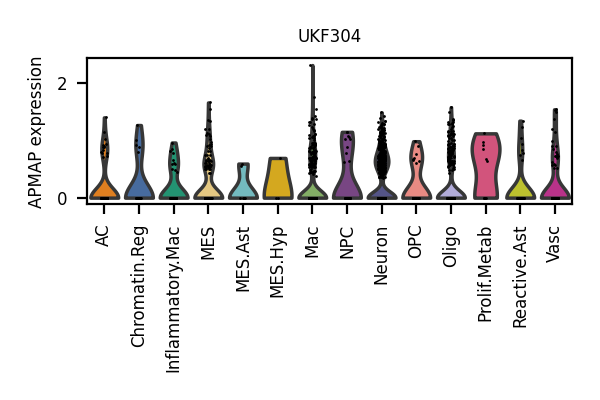 UKF304
APMAP expression
2
0
AC
Chromatin.Reg
Inflammatory.Mac
MES
MES.Ast
MES.Hyp
Mac
NPC
Neuron
OPC
Oligo
Prolif.Metab
Reactive.Ast
Vasc